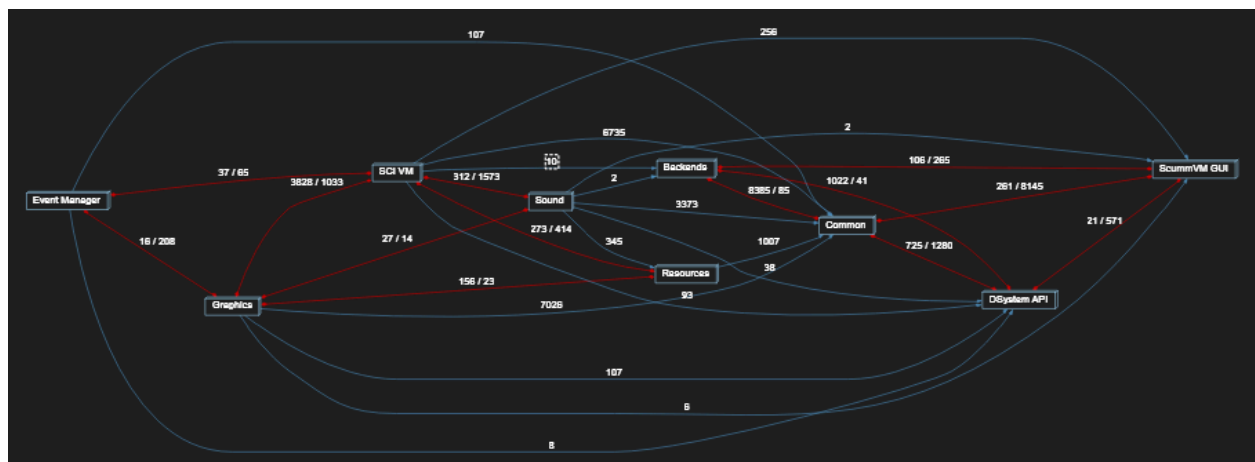 107
256
6735
2
10
Backends
106 / 265
SCI VM
ScummVM GUI
37 / 65
3828 / 1033
312 / 1573
2
1022 / 41
261 / 8145
Event Manager
Sound
8385 / 85
3373
Common
21 / 571
273 / 414
16 / 208
27 / 14
345
1007
725 / 1280
Resources
38
156 / 23
93
Graphics
7026
DSystem API
107
6
8